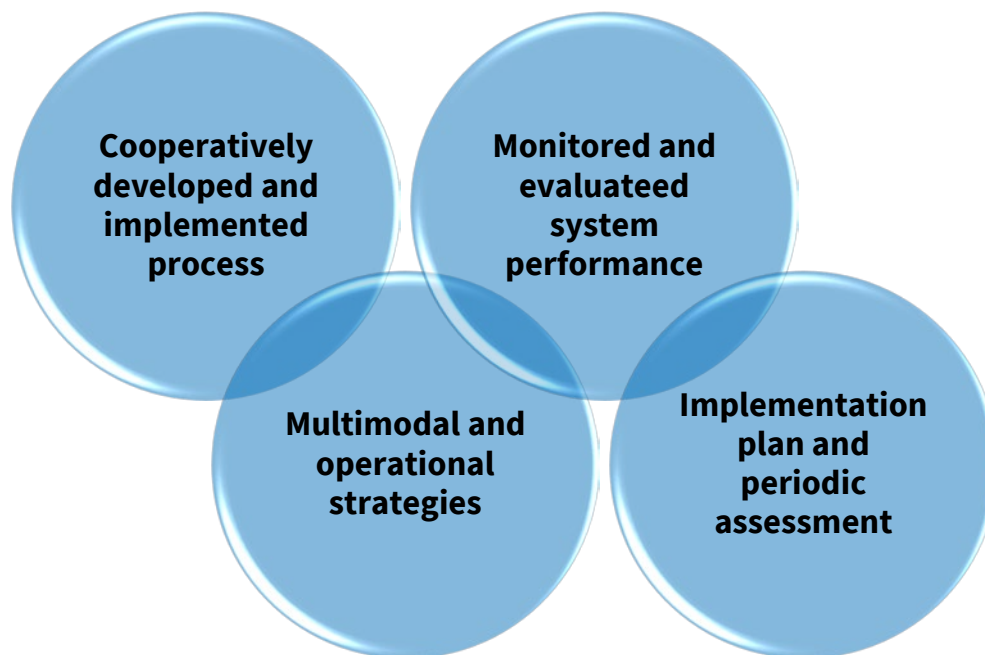 Cooperatively
developed and
implemented
process
Monitored and
evaluateed
system
performance
Multimodal and
operational
strategies
Implementation
plan and
periodic
assessment